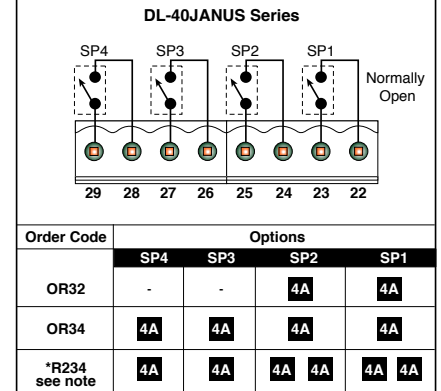 DL-40JANUS Series
SP4 SP3 SP2 SP1
Normally
Open
29 28 27 26 25 24 23 22
Order Code Options
SP4 SP3 SP2 SP1
OR32 - - 4A 4A
OR34 4A 4A 4A 4A
*R234 4A 4A 4A 4A 4A 4A
see note